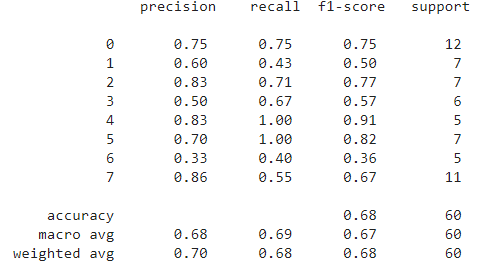 precision recall f1-score support
0 0.75 0.75 0.75 12
1 0.60 0.43 0.50 7
2 0.83 0.71 0.77 7
3 0.50 0.67 0.57 6
4 0.83 1.00 0.91 5
5 0.70 1.00 0.82 7
6 0.33 0.40 0.36 5
7 0.86 0.55 0.67 11
accuracy 0.68 60
macro avg 0.68 0.69 0.67 60
weighted avg 0.70 0.68 0.68 60